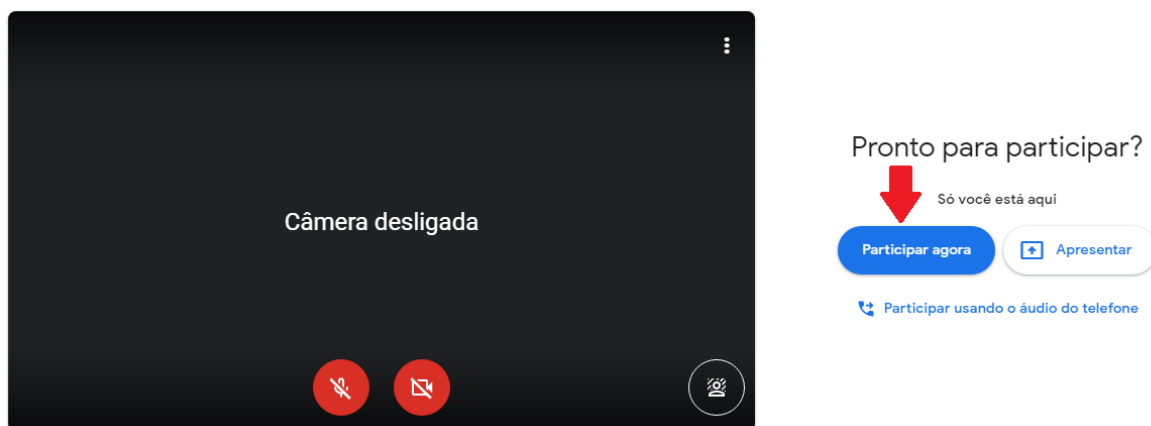 Câmera desligada
Pronto para participar?
Só você está aqui
Participar agora
Apresentar
Participar usando o áudio do telefone